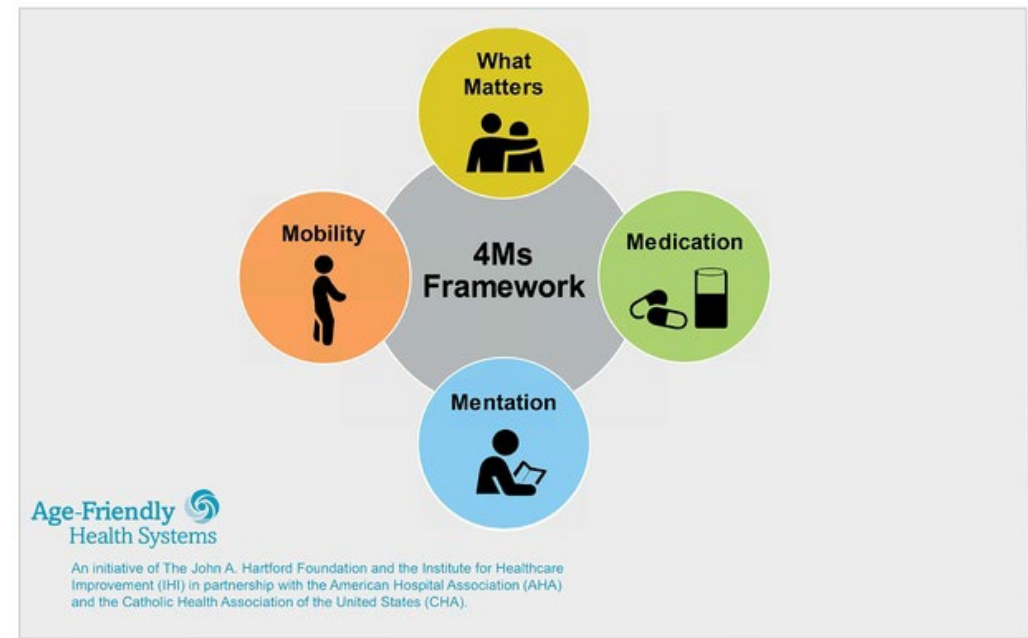 What
Matters
Mobility
4Ms
Framework
Medication
Mentation
Age-Friendly
Health Systems
An initiative of The John A. Hartford Foundation and the Institute for Healthcare
Improvement (IHI) in partnership with the American Hospital Association (AHA)
and the Catholic Health Association of the United States (CHA).